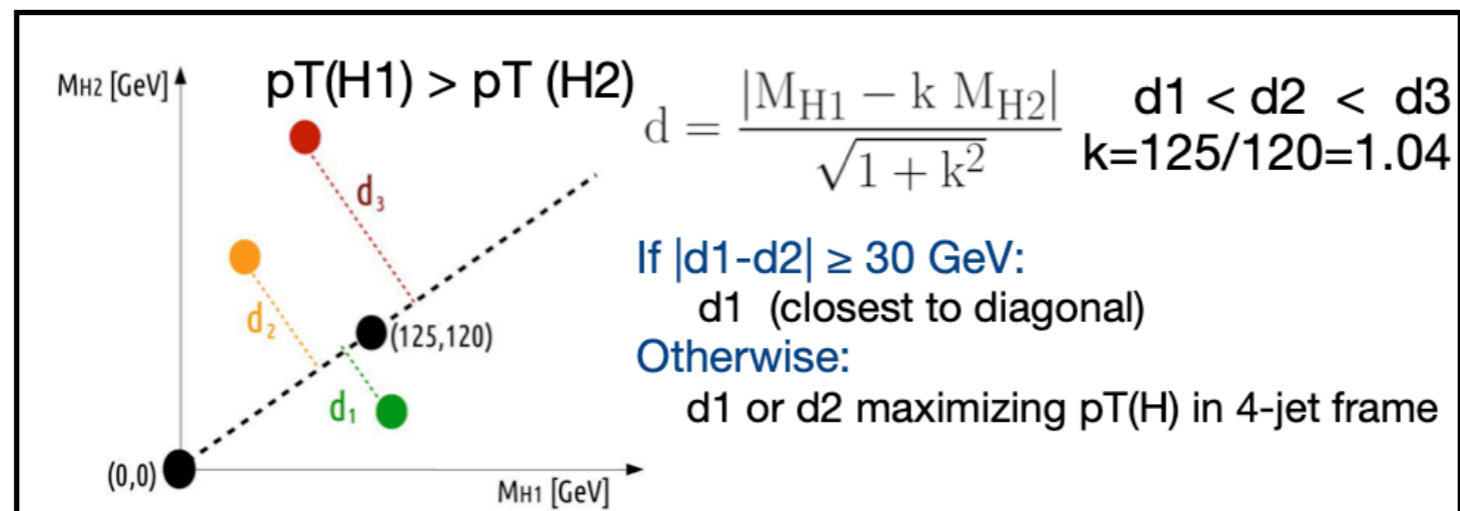 MH2 [GeV]
pT(H1) > pT (H2)
d = |M_H1 − k M_H2| / √(1 + k²)
d1 < d2 < d3
k=125/120=1.04
d₃
If |d1-d2| ≥ 30 GeV:
d1 (closest to diagonal)
d₂
(125,120)
Otherwise:
d₁
d1 or d2 maximizing pT(H) in 4-jet frame
(0,0)
MH1 [GeV]